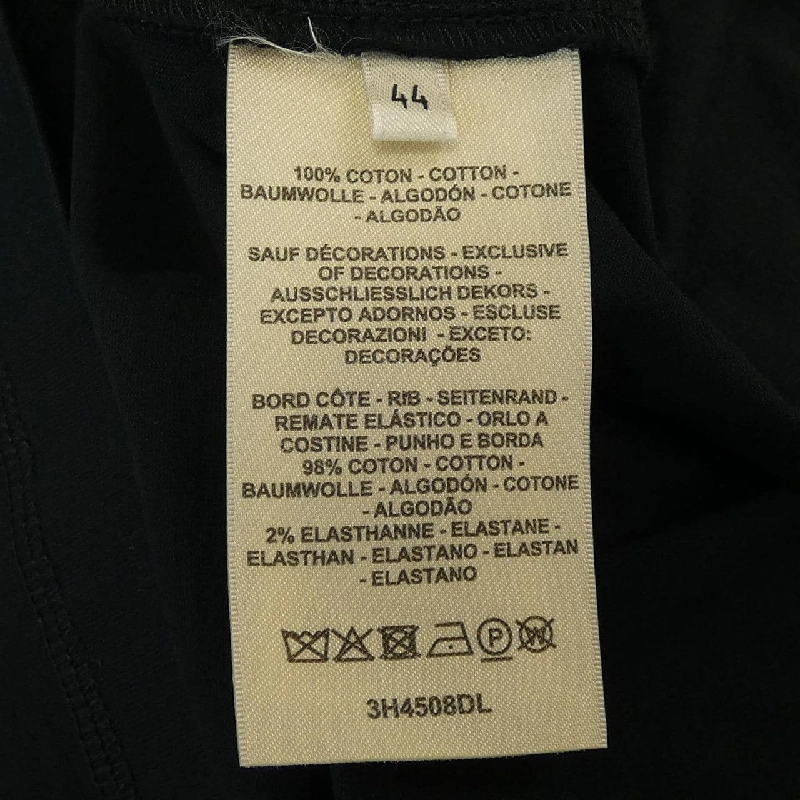 44
100% COTON - COTTON -
BAUMWOLLE - ALGODÓN - COTONE
- ALGODÃO
SAUF DÉCORATIONS - EXCLUSIVE
OF DECORATIONS -
AUSSCHLIESSLICH DEKORS -
EXCEPTO ADORNOS - ESCLUSE
DECORAZIONI - EXCETO:
DECORAÇÕES
BORD CÔTE - RIB - SEITENRAND -
REMATE ELÁSTICO - ORLO A
COSTINE - PUNHO E BORDA
98% COTON - COTTON -
BAUMWOLLE - ALGODÓN - COTONE
- ALGODÃO
2% ELASTHANNE - ELASTANE -
ELASTHAN - ELASTANO - ELASTAN
- ELASTANO
P W
3H4508DL